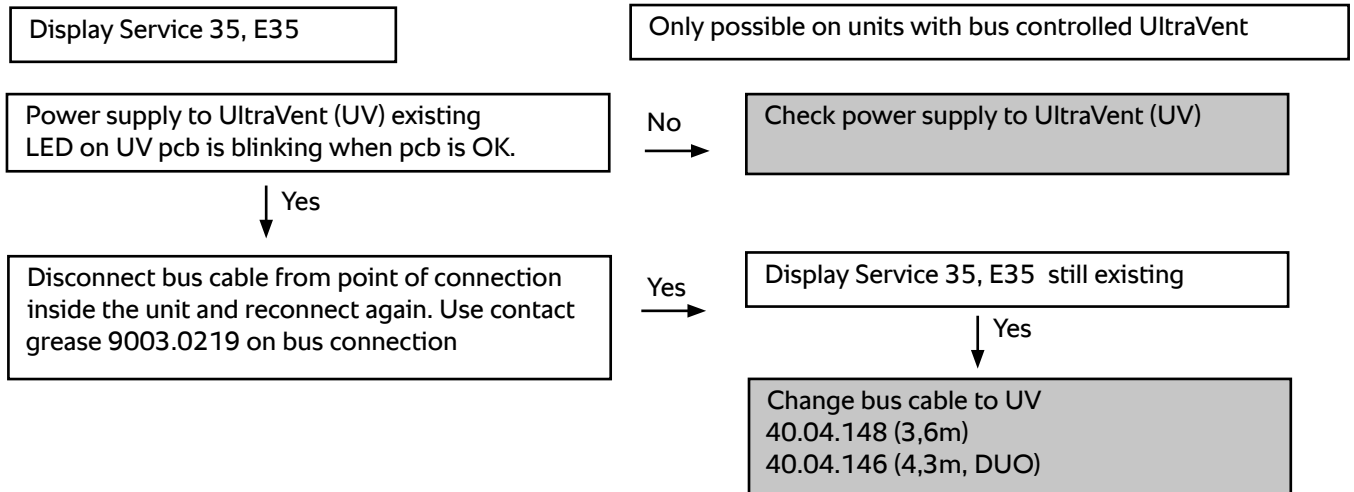 Display Service 35, E35
Only possible on units with bus controlled UltraVent
Power supply to UltraVent (UV) existing
LED on UV pcb is blinking when pcb is OK.
No
Check power supply to UltraVent (UV)
Yes
Disconnect bus cable from point of connection
inside the unit and reconnect again. Use contact
grease 9003.0219 on bus connection
Yes
Display Service 35, E35 still existing
Yes
Change bus cable to UV
40.04.148 (3,6m)
40.04.146 (4,3m, DUO)